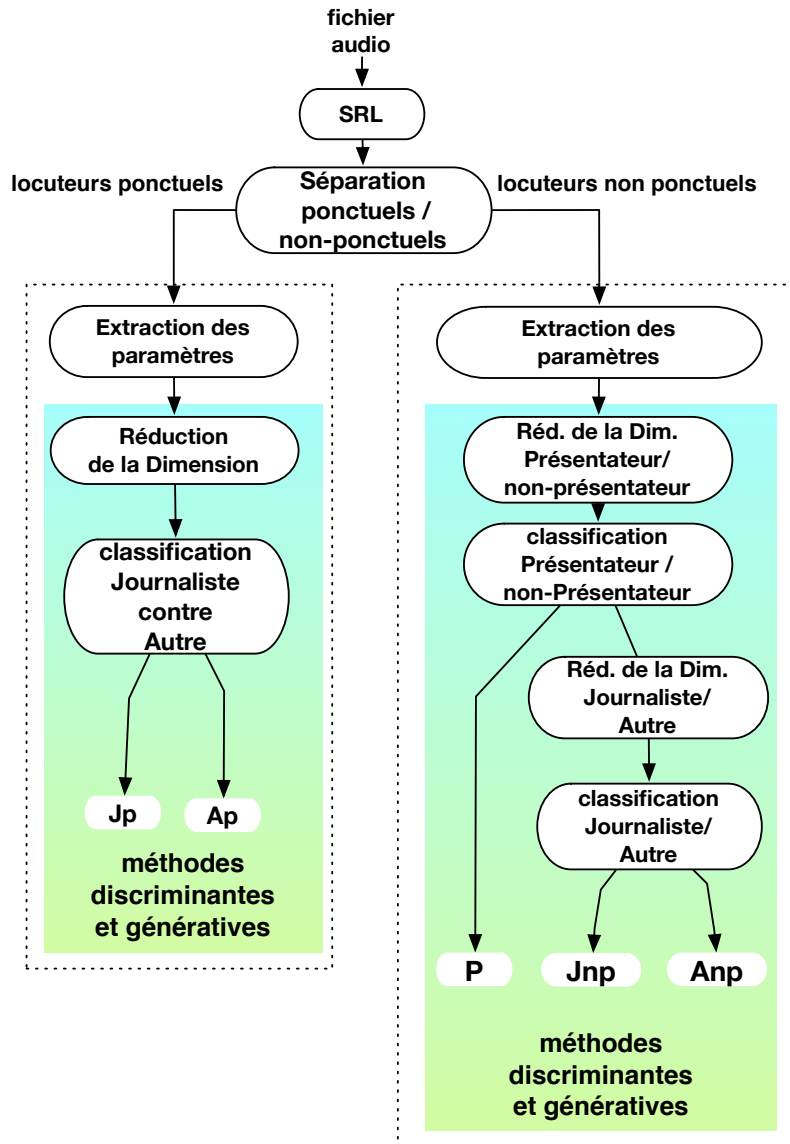 fichier
audio
SRL
locuteurs ponctuels
Séparation
ponctuels /
non-ponctuels
locuteurs non ponctuels
Extraction des
paramètres
Réduction
de la Dimension
classification
Journaliste
contre
Autre
Jp
Ap
méthodes
discriminantes
et génératives
Extraction des
paramètres
Réd. de la Dim.
Présentateur/
non-présentateur
classification
Présentateur /
non-Présentateur
Réd. de la Dim.
Journaliste/
Autre
classification
Journaliste/
Autre
P
Jnp
Anp
méthodes
discriminantes
et génératives